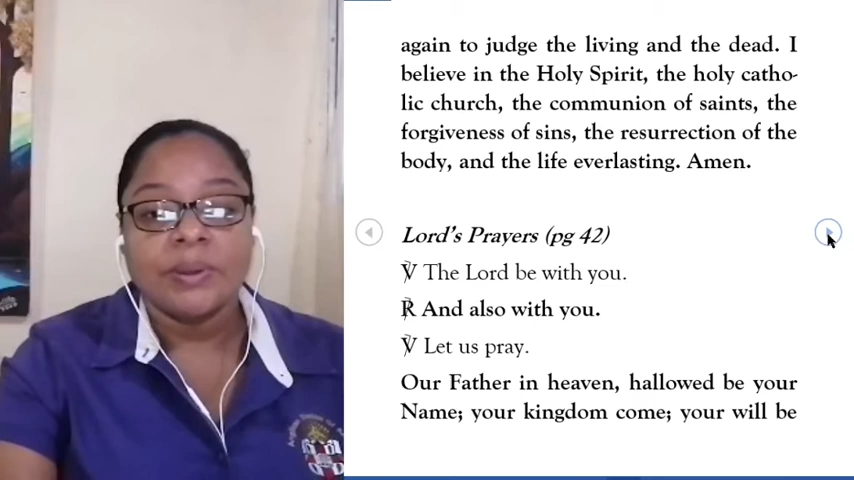 again to judge the living and the dead. I
believe in the Holy Spirit, the holy catho-
lic church, the communion of saints, the
forgiveness of sins, the resurrection of the
body, and the life everlasting. Amen.
Lord's Prayers (pg 42)
℣ The Lord be with you.
℟ And also with you.
℣ Let us pray.
Our Father in heaven, hallowed be your
Name; your kingdom come; your will be